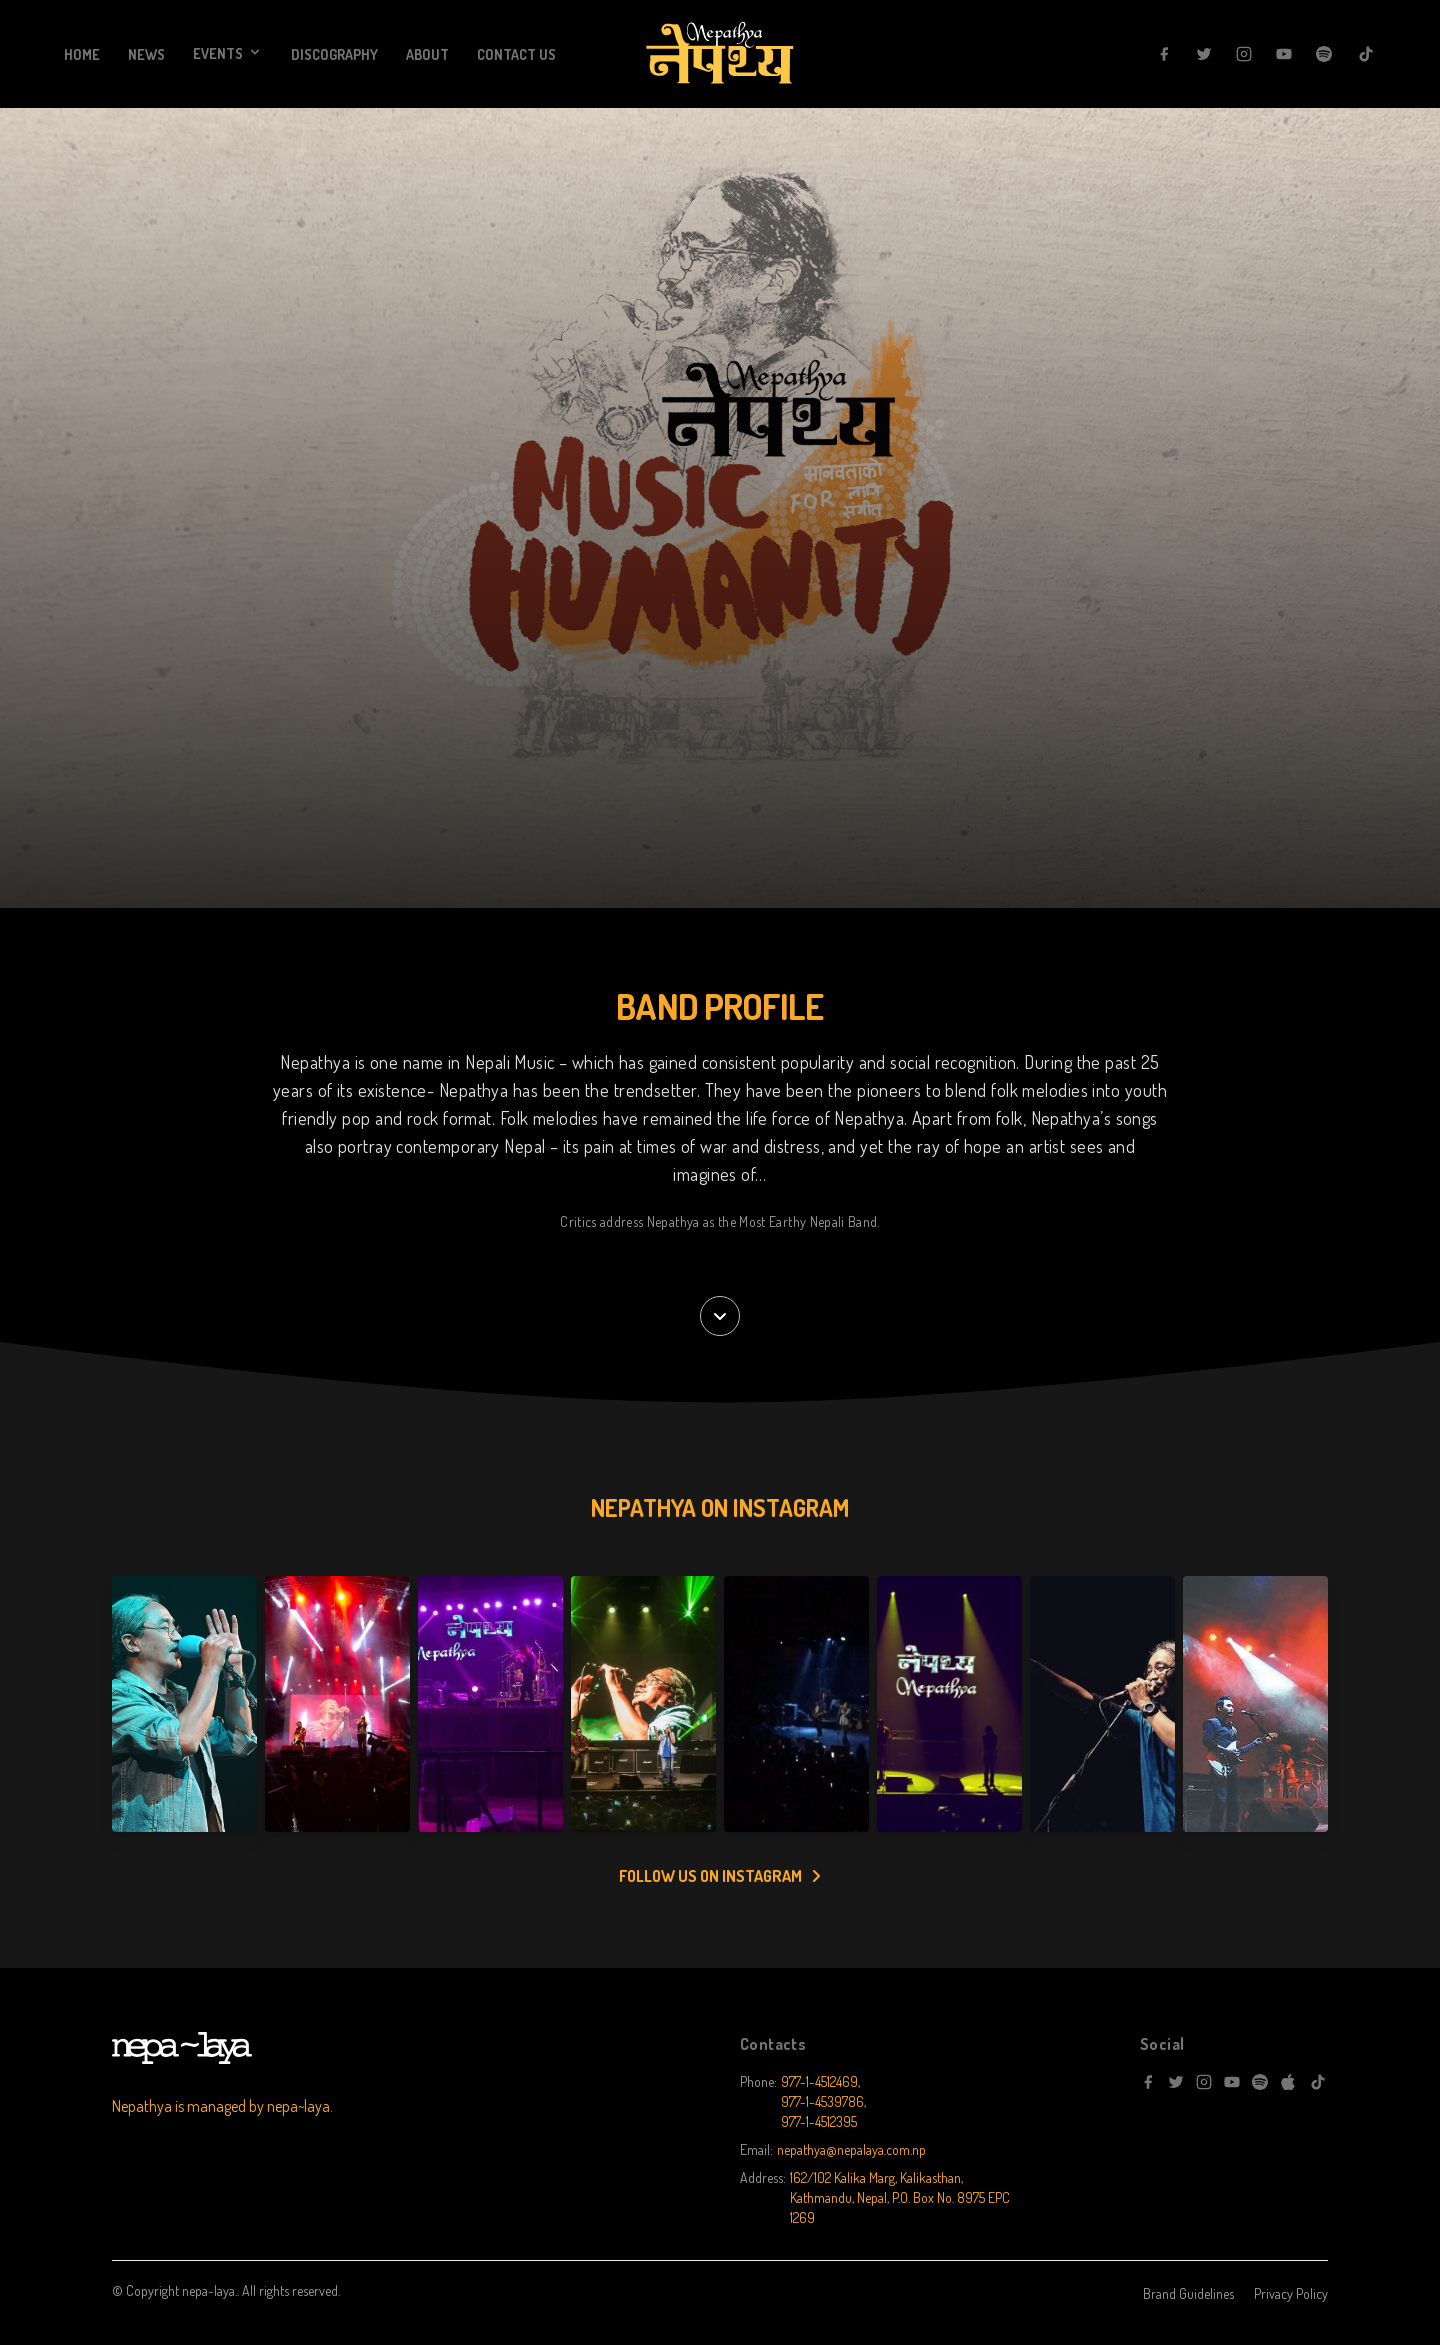 HOME NEWS EVENTS DISCOGRAPHY ABOUT CONTACT US
Nepathya
नेपथ्य
Nepathya
नेपथ्य
MUSIC
मानवताको
FOR लागि
संगीत
HUMANITY
BAND PROFILE
Nepathya is one name in Nepali Music – which has gained consistent popularity and social recognition. During the past 25
years of its existence- Nepathya has been the trendsetter. They have been the pioneers to blend folk melodies into youth
friendly pop and rock format. Folk melodies have remained the life force of Nepathya. Apart from folk, Nepathya’s songs
also portray contemporary Nepal – its pain at times of war and distress, and yet the ray of hope an artist sees and
imagines of…
Critics address Nepathya as the Most Earthy Nepali Band.
NEPATHYA ON INSTAGRAM
नेपथ्य
Nepathya
नेपथ्य
Nepathya
FOLLOW US ON INSTAGRAM
nepa~laya
Nepathya is managed by nepa~laya.
Contacts
Phone: 977-1-4512469,
977-1-4539786,
977-1-4512395
Email: nepathya@nepalaya.com.np
Address: 162/102 Kalika Marg, Kalikasthan,
Kathmandu, Nepal, P.O. Box No. 8975 EPC
1269
Social
© Copyright nepa-laya.. All rights reserved.
Brand Guidelines Privacy Policy